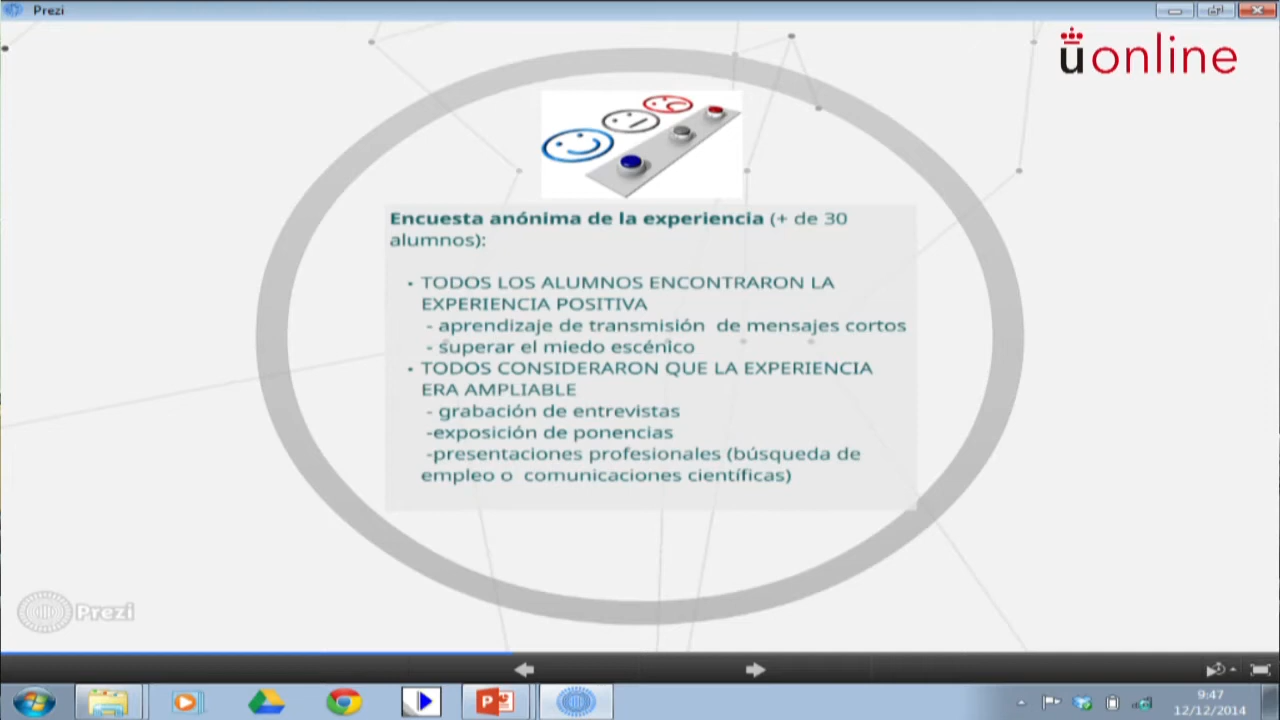 Prezi
uonline
Encuesta anónima de la experiencia (+ de 30
alumnos):
• TODOS LOS ALUMNOS ENCONTRARON LA
EXPERIENCIA POSITIVA
- aprendizaje de transmisión de mensajes cortos
- superar el miedo escénico
• TODOS CONSIDERARON QUE LA EXPERIENCIA
ERA AMPLIABLE
- grabación de entrevistas
-exposición de ponencias
-presentaciones profesionales (búsqueda de
empleo o comunicaciones científicas)
Prezi
9:47
12/12/2014